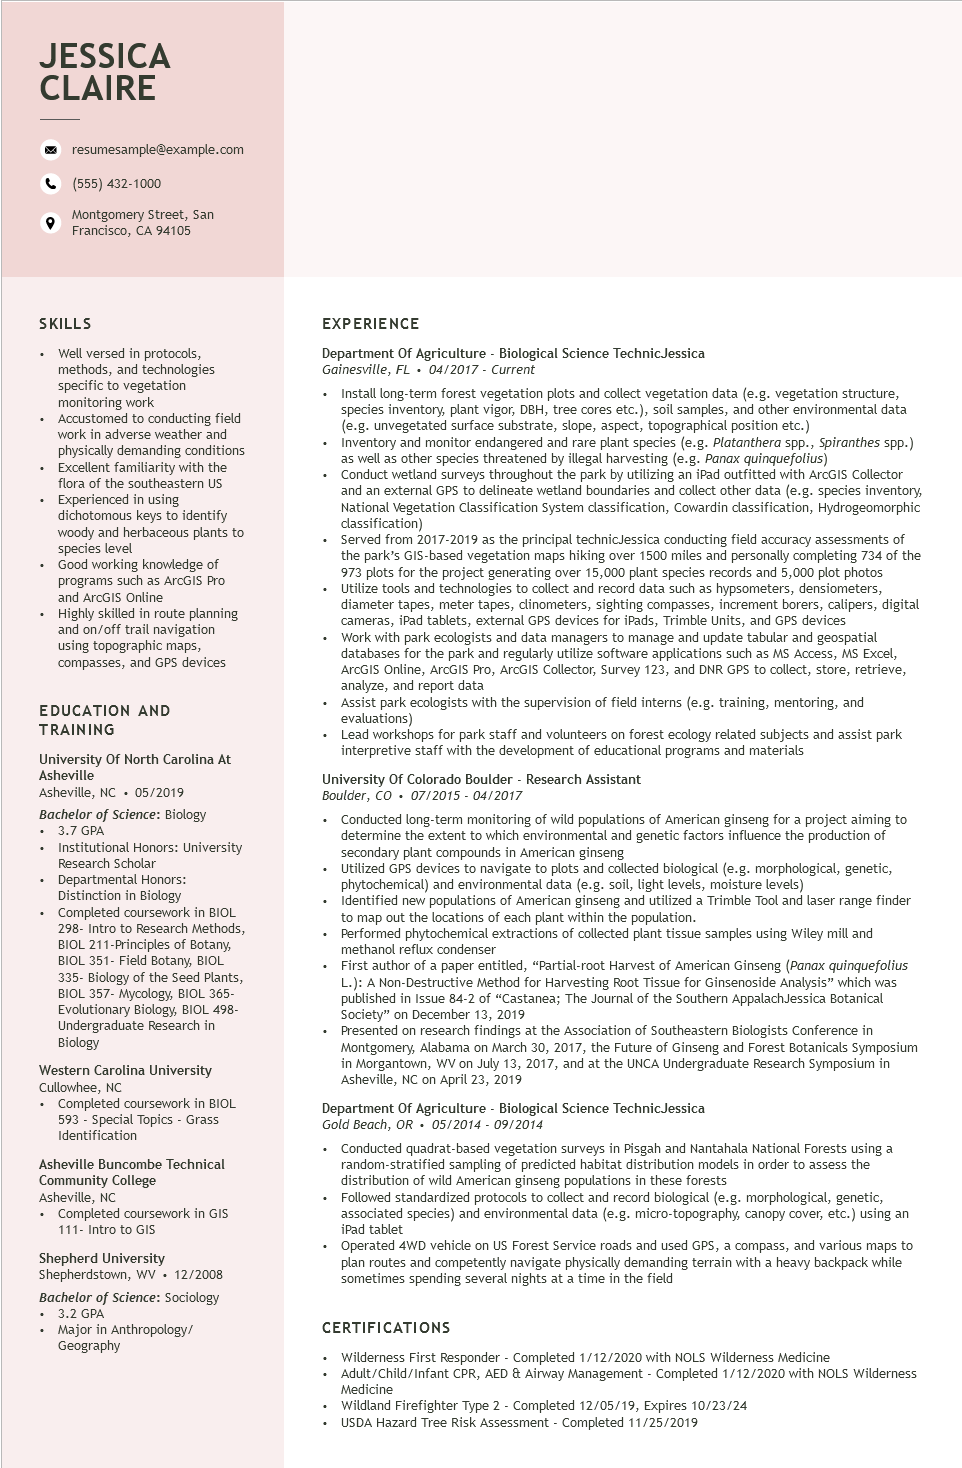 JESSICA
CLAIRE
resumesample@example.com
(555) 432-1000
Montgomery Street, San
Francisco, CA 94105
SKILLS
• Well versed in protocols,
methods, and technologies
specific to vegetation
monitoring work
• Accustomed to conducting field
work in adverse weather and
physically demanding conditions
• Excellent familiarity with the
flora of the southeastern US
• Experienced in using
dichotomous keys to identify
woody and herbaceous plants to
species level
• Good working knowledge of
programs such as ArcGIS Pro
and ArcGIS Online
• Highly skilled in route planning
and on/off trail navigation
using topographic maps,
compasses, and GPS devices
EDUCATION AND
TRAINING
University Of North Carolina At
Asheville
Asheville, NC • 05/2019
Bachelor of Science: Biology
• 3.7 GPA
• Institutional Honors: University
Research Scholar
• Departmental Honors:
Distinction in Biology
• Completed coursework in BIOL
298- Intro to Research Methods,
BIOL 211-Principles of Botany,
BIOL 351- Field Botany, BIOL
335- Biology of the Seed Plants,
BIOL 357- Mycology, BIOL 365-
Evolutionary Biology, BIOL 498-
Undergraduate Research in
Biology
Western Carolina University
Cullowhee, NC
• Completed coursework in BIOL
593 - Special Topics - Grass
Identification
Asheville Buncombe Technical
Community College
Asheville, NC
• Completed coursework in GIS
111- Intro to GIS
Shepherd University
Shepherdstown, WV • 12/2008
Bachelor of Science: Sociology
• 3.2 GPA
• Major in Anthropology/
Geography
EXPERIENCE
Department Of Agriculture - Biological Science TechnicJessica
Gainesville, FL • 04/2017 - Current
• Install long-term forest vegetation plots and collect vegetation data (e.g. vegetation structure,
species inventory, plant vigor, DBH, tree cores etc.), soil samples, and other environmental data
(e.g. unvegetated surface substrate, slope, aspect, topographical position etc.)
• Inventory and monitor endangered and rare plant species (e.g. Platanthera spp., Spiranthes spp.)
as well as other species threatened by illegal harvesting (e.g. Panax quinquefolius)
• Conduct wetland surveys throughout the park by utilizing an iPad outfitted with ArcGIS Collector
and an external GPS to delineate wetland boundaries and collect other data (e.g. species inventory,
National Vegetation Classification System classification, Cowardin classification, Hydrogeomorphic
classification)
• Served from 2017-2019 as the principal technicJessica conducting field accuracy assessments of
the park’s GIS-based vegetation maps hiking over 1500 miles and personally completing 734 of the
973 plots for the project generating over 15,000 plant species records and 5,000 plot photos
• Utilize tools and technologies to collect and record data such as hypsometers, densiometers,
diameter tapes, meter tapes, clinometers, sighting compasses, increment borers, calipers, digital
cameras, iPad tablets, external GPS devices for iPads, Trimble Units, and GPS devices
• Work with park ecologists and data managers to manage and update tabular and geospatial
databases for the park and regularly utilize software applications such as MS Access, MS Excel,
ArcGIS Online, ArcGIS Pro, ArcGIS Collector, Survey 123, and DNR GPS to collect, store, retrieve,
analyze, and report data
• Assist park ecologists with the supervision of field interns (e.g. training, mentoring, and
evaluations)
• Lead workshops for park staff and volunteers on forest ecology related subjects and assist park
interpretive staff with the development of educational programs and materials
University Of Colorado Boulder - Research Assistant
Boulder, CO • 07/2015 - 04/2017
• Conducted long-term monitoring of wild populations of American ginseng for a project aiming to
determine the extent to which environmental and genetic factors influence the production of
secondary plant compounds in American ginseng
• Utilized GPS devices to navigate to plots and collected biological (e.g. morphological, genetic,
phytochemical) and environmental data (e.g. soil, light levels, moisture levels)
• Identified new populations of American ginseng and utilized a Trimble Tool and laser range finder
to map out the locations of each plant within the population.
• Performed phytochemical extractions of collected plant tissue samples using Wiley mill and
methanol reflux condenser
• First author of a paper entitled, “Partial-root Harvest of American Ginseng (Panax quinquefolius
L.): A Non-Destructive Method for Harvesting Root Tissue for Ginsenoside Analysis” which was
published in Issue 84-2 of “Castanea; The Journal of the Southern AppalachJessica Botanical
Society” on December 13, 2019
• Presented on research findings at the Association of Southeastern Biologists Conference in
Montgomery, Alabama on March 30, 2017, the Future of Ginseng and Forest Botanicals Symposium
in Morgantown, WV on July 13, 2017, and at the UNCA Undergraduate Research Symposium in
Asheville, NC on April 23, 2019
Department Of Agriculture - Biological Science TechnicJessica
Gold Beach, OR • 05/2014 - 09/2014
• Conducted quadrat-based vegetation surveys in Pisgah and Nantahala National Forests using a
random-stratified sampling of predicted habitat distribution models in order to assess the
distribution of wild American ginseng populations in these forests
• Followed standardized protocols to collect and record biological (e.g. morphological, genetic,
associated species) and environmental data (e.g. micro-topography, canopy cover, etc.) using an
iPad tablet
• Operated 4WD vehicle on US Forest Service roads and used GPS, a compass, and various maps to
plan routes and competently navigate physically demanding terrain with a heavy backpack while
sometimes spending several nights at a time in the field
CERTIFICATIONS
• Wilderness First Responder - Completed 1/12/2020 with NOLS Wilderness Medicine
• Adult/Child/Infant CPR, AED & Airway Management - Completed 1/12/2020 with NOLS Wilderness
Medicine
• Wildland Firefighter Type 2 - Completed 12/05/19, Expires 10/23/24
• USDA Hazard Tree Risk Assessment - Completed 11/25/2019